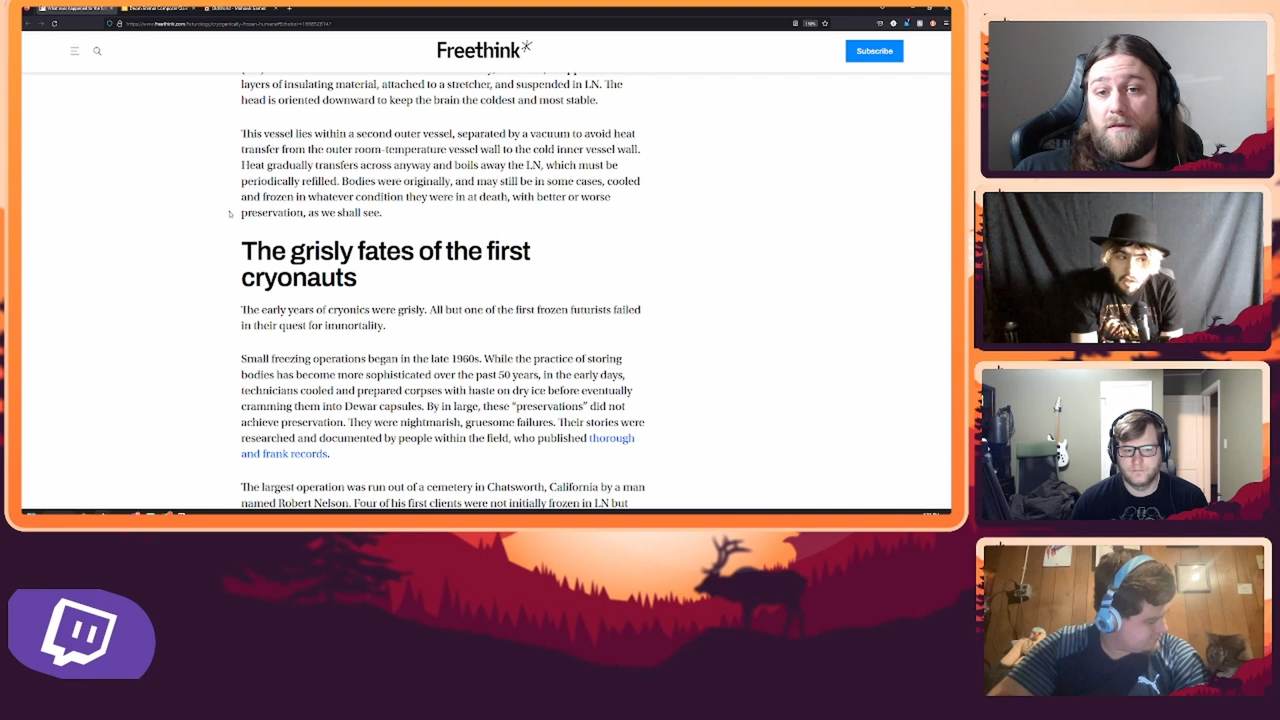 https://www.freethink.com/futurology/cryogenically-frozen-humans
Freethink*
Subscribe
layers of insulating material, attached to a stretcher, and suspended in LN. The
head is oriented downward to keep the brain the coldest and most stable.
This vessel lies within a second outer vessel, separated by a vacuum to avoid heat
transfer from the outer room-temperature vessel wall to the cold inner vessel wall.
Heat gradually transfers across anyway and boils away the LN, which must be
periodically refilled. Bodies were originally, and may still be in some cases, cooled
and frozen in whatever condition they were in at death, with better or worse
preservation, as we shall see.
The grisly fates of the first
cryonauts
The early years of cryonics were grisly. All but one of the first frozen futurists failed
in their quest for immortality.
Small freezing operations began in the late 1960s. While the practice of storing
bodies has become more sophisticated over the past 50 years, in the early days,
technicians cooled and prepared corpses with haste on dry ice before eventually
cramming them into Dewar capsules. By in large, these “preservations” did not
achieve preservation. They were nightmarish, gruesome failures. Their stories were
researched and documented by people within the field, who published thorough
and frank records.
The largest operation was run out of a cemetery in Chatsworth, California by a man
named Robert Nelson. Four of his first clients were not initially frozen in LN but